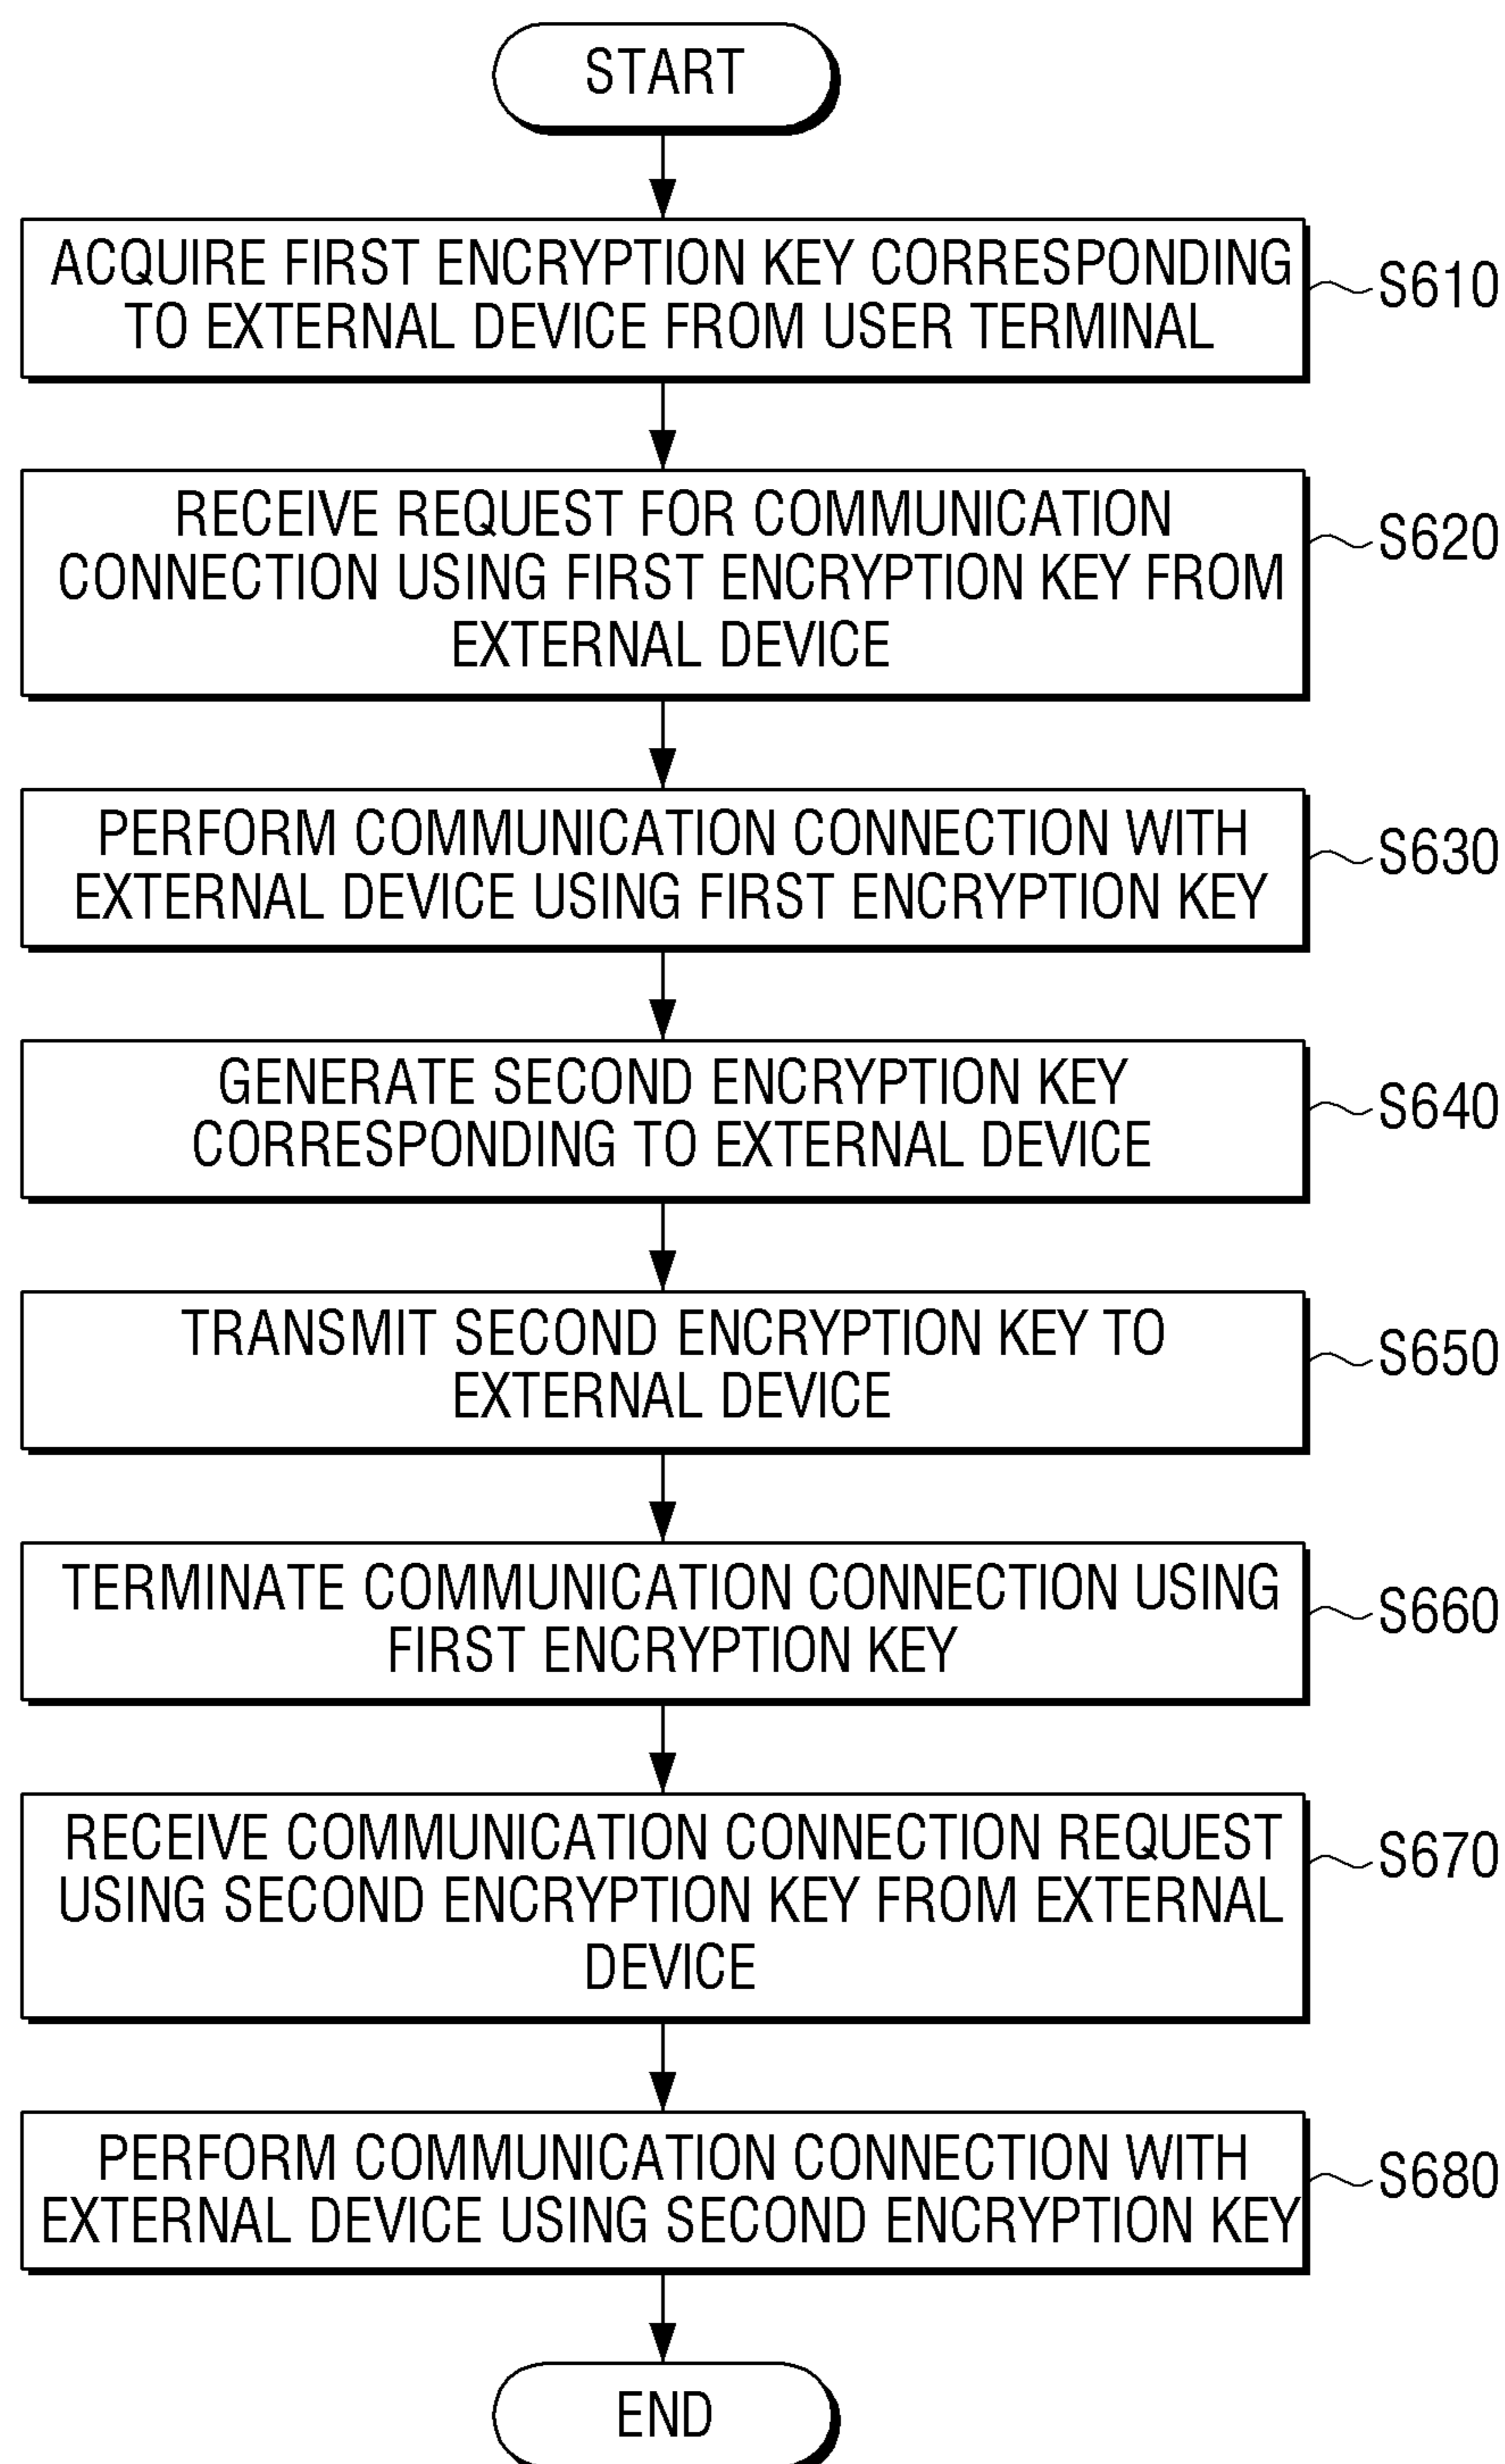 START
ACQUIRE FIRST ENCRYPTION KEY CORRESPONDING
TO EXTERNAL DEVICE FROM USER TERMINAL
S610
RECEIVE REQUEST FOR COMMUNICATION
CONNECTION USING FIRST ENCRYPTION KEY FROM
EXTERNAL DEVICE
S620
PERFORM COMMUNICATION CONNECTION WITH
EXTERNAL DEVICE USING FIRST ENCRYPTION KEY
S630
GENERATE SECOND ENCRYPTION KEY
CORRESPONDING TO EXTERNAL DEVICE
S640
TRANSMIT SECOND ENCRYPTION KEY TO
EXTERNAL DEVICE
S650
TERMINATE COMMUNICATION CONNECTION USING
FIRST ENCRYPTION KEY
S660
RECEIVE COMMUNICATION CONNECTION REQUEST
USING SECOND ENCRYPTION KEY FROM EXTERNAL
DEVICE
S670
PERFORM COMMUNICATION CONNECTION WITH
EXTERNAL DEVICE USING SECOND ENCRYPTION KEY
S680
END